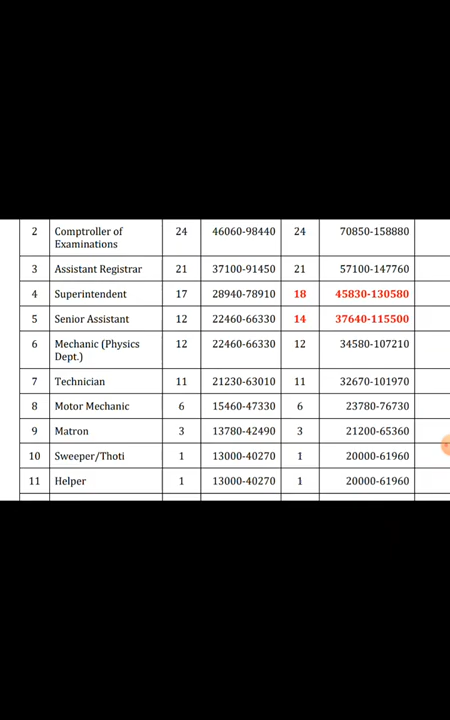 2 Comptroller of 24 46060-98440 24 70850-158880
Examinations
3 Assistant Registrar 21 37100-91450 21 57100-147760
4 Superintendent 17 28940-78910 18 45830-130580
5 Senior Assistant 12 22460-66330 14 37640-115500
6 Mechanic (Physics 12 22460-66330 12 34580-107210
Dept.)
7 Technician 11 21230-63010 11 32670-101970
8 Motor Mechanic 6 15460-47330 6 23780-76730
9 Matron 3 13780-42490 3 21200-65360
10 Sweeper/Thoti 1 13000-40270 1 20000-61960
11 Helper 1 13000-40270 1 20000-61960